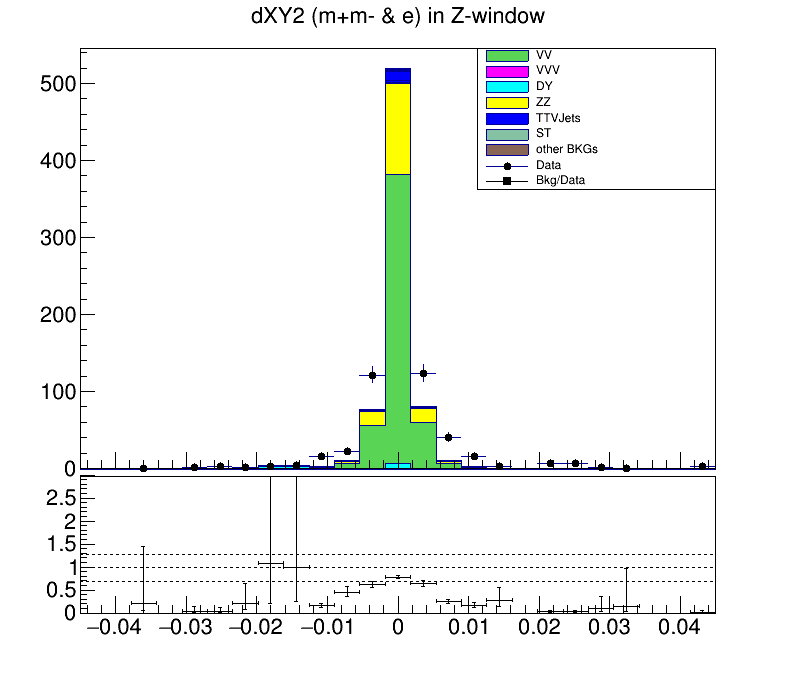 dXY2 (m+m- & e) in Z-window
500
400
300
200
100
0
VV
VVV
DY
ZZ
TTVJets
ST
other BKGs
Data
Bkg/Data
2.5
2
1.5
1
0.5
0
−0.04 −0.03 −0.02 −0.01 0 0.01 0.02 0.03 0.04